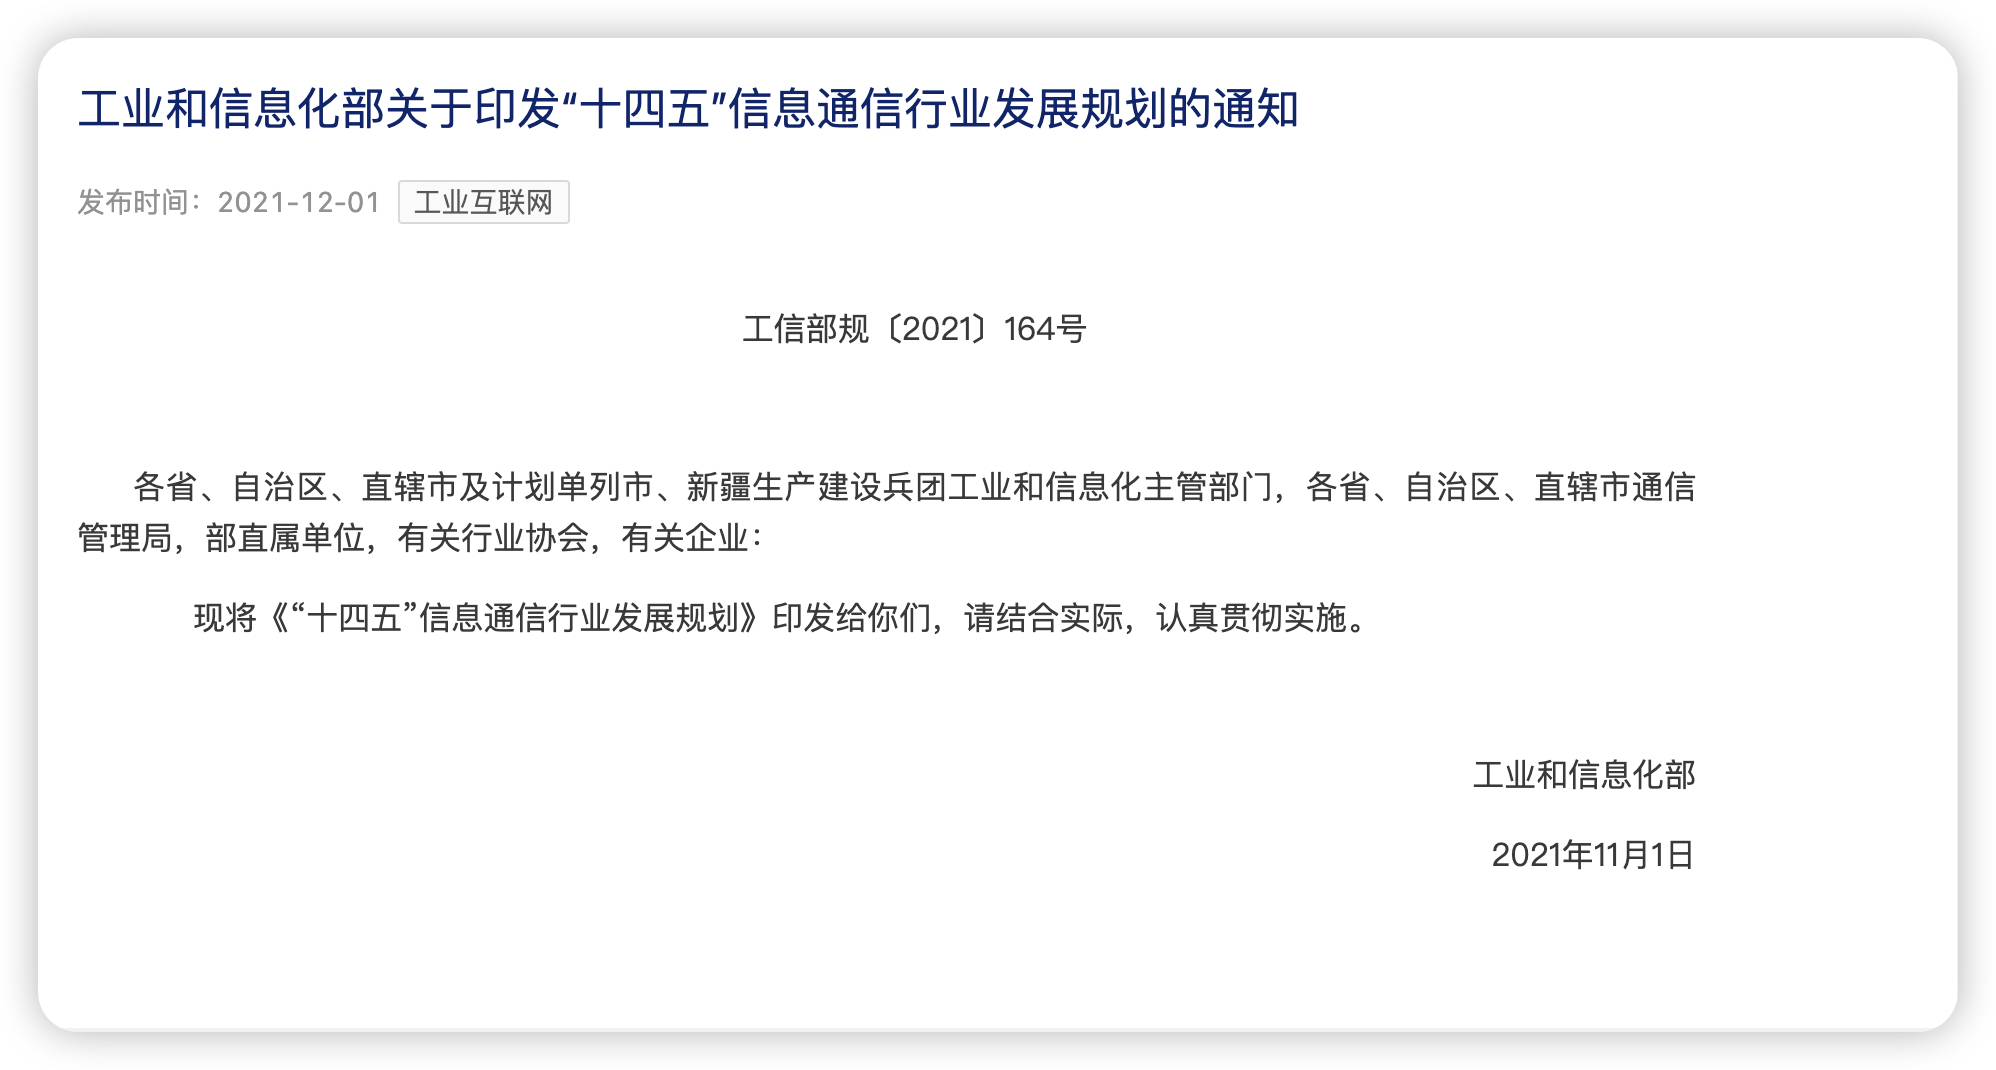 工业和信息化部关于印发“十四五”信息通信行业发展规划的通知
发布时间：2021-12-01 工业互联网
工信部规〔2021〕164号
各省、自治区、直辖市及计划单列市、新疆生产建设兵团工业和信息化主管部门，各省、自治区、直辖市通信
管理局，部直属单位，有关行业协会，有关企业：
现将《“十四五”信息通信行业发展规划》印发给你们，请结合实际，认真贯彻实施。
工业和信息化部
2021年11月1日